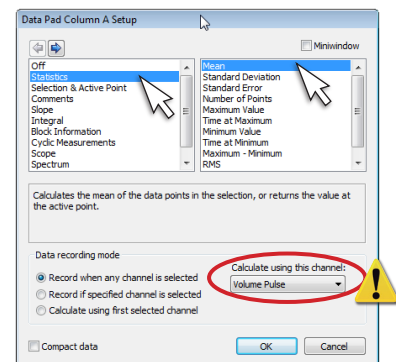 Data Pad Column A Setup
Miniwindow
Off
Statistics
Selection & Active Point
Comments
Slope
Integral
Block Information
Cyclic Measurements
Scope
Spectrum
Mean
Standard Deviation
Standard Error
Number of Points
Maximum Value
Time at Maximum
Minimum Value
Time at Minimum
Maximum - Minimum
RMS
Calculates the mean of the data points in the selection, or returns the value at
the active point.
Data recording mode
Record when any channel is selected
Record if specified channel is selected
Calculate using first selected channel
Calculate using this channel:
Volume Pulse
!
Compact data
OK
Cancel